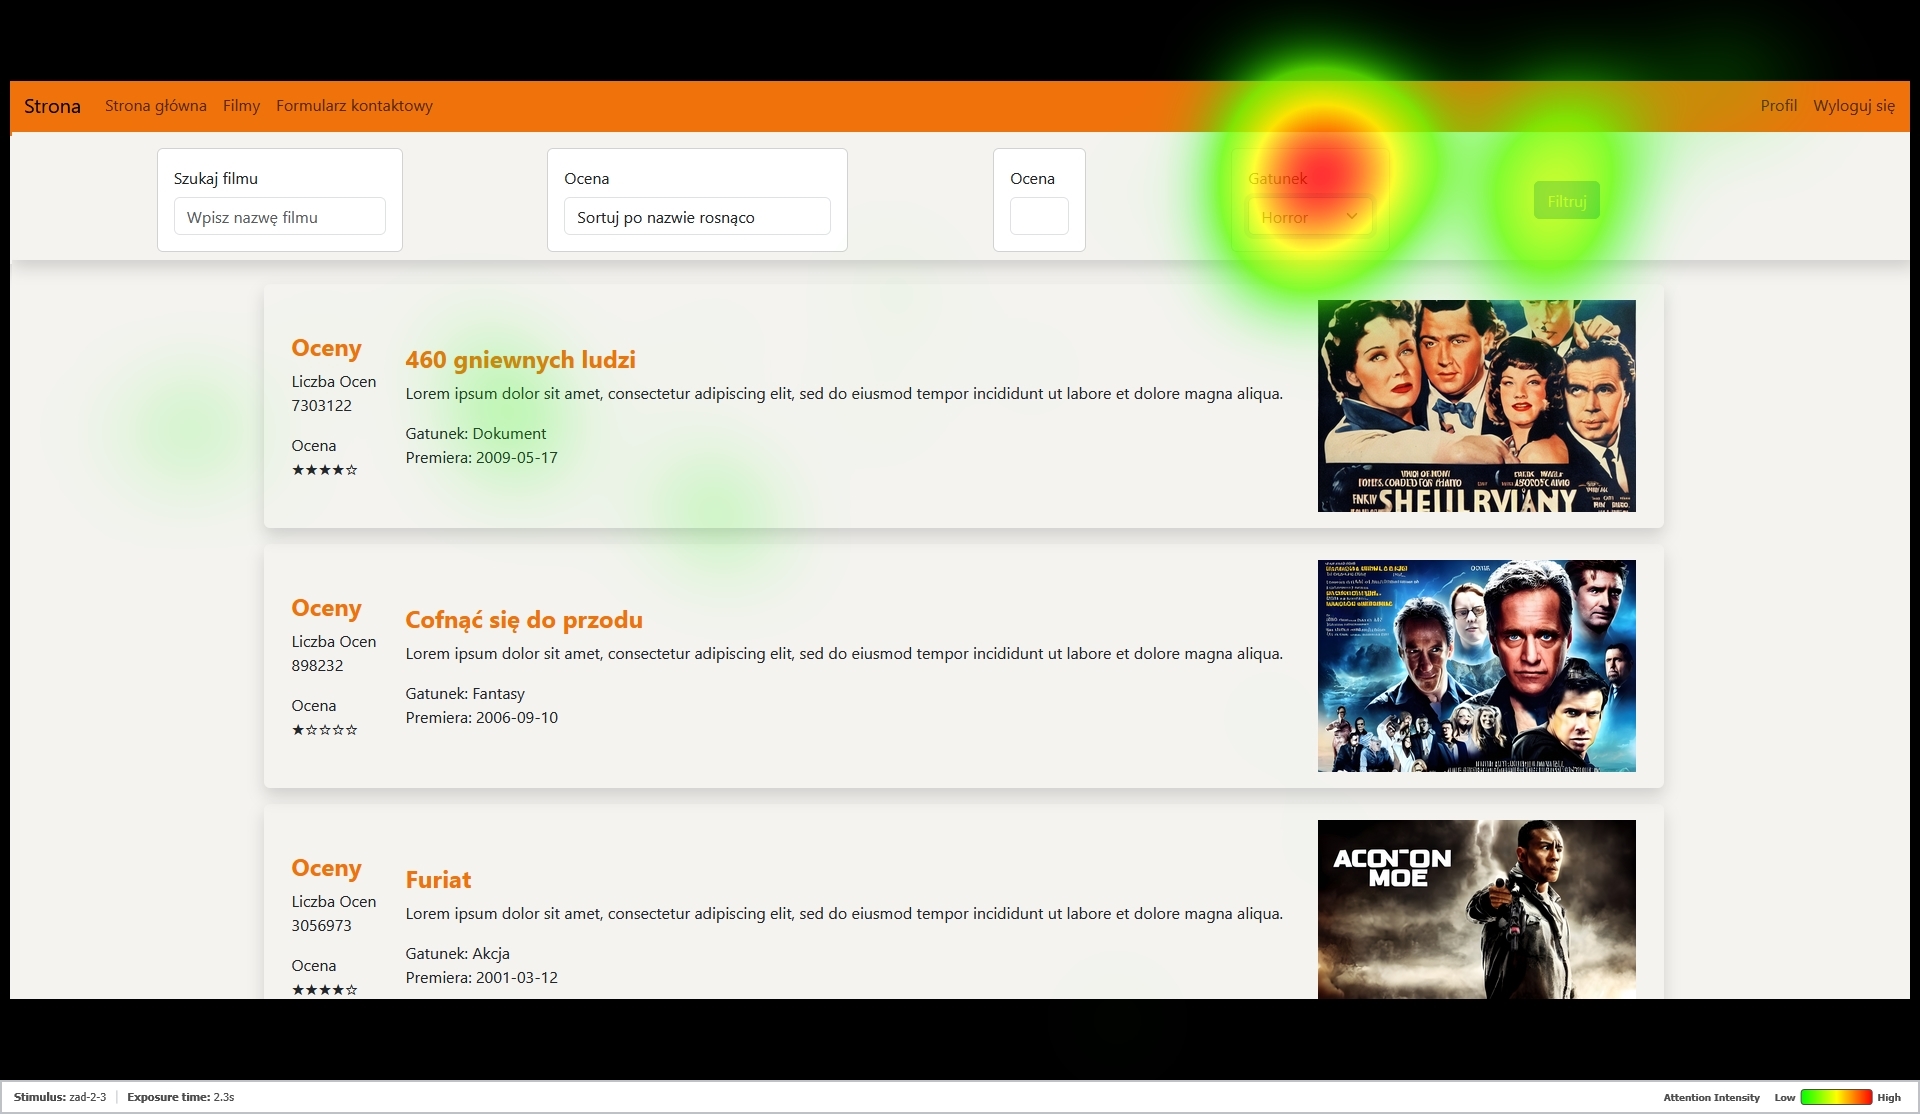 Strona Strona główna Filmy Formularz kontaktowy Profil Wyloguj się
Szukaj filmu
Wpisz nazwę filmu
Ocena
Sortuj po nazwie rosnąco
Ocena
Gatunek
Horror
Filtruj
Oceny
Liczba Ocen
7303122
Ocena
★★★★☆
460 gniewnych ludzi
Lorem ipsum dolor sit amet, consectetur adipiscing elit, sed do eiusmod tempor incididunt ut labore et dolore magna aliqua.
Gatunek: Dokument
Premiera: 2009-05-17
Oceny
Liczba Ocen
898232
Ocena
★☆☆☆☆
Cofnąć się do przodu
Lorem ipsum dolor sit amet, consectetur adipiscing elit, sed do eiusmod tempor incididunt ut labore et dolore magna aliqua.
Gatunek: Fantasy
Premiera: 2006-09-10
Oceny
Liczba Ocen
3056973
Ocena
★★★★☆
Furiat
Lorem ipsum dolor sit amet, consectetur adipiscing elit, sed do eiusmod tempor incididunt ut labore et dolore magna aliqua.
Gatunek: Akcja
Premiera: 2001-03-12
MOE
Stimulus: zad-2-3 | Exposure time: 2.3s
Attention Intensity Low High